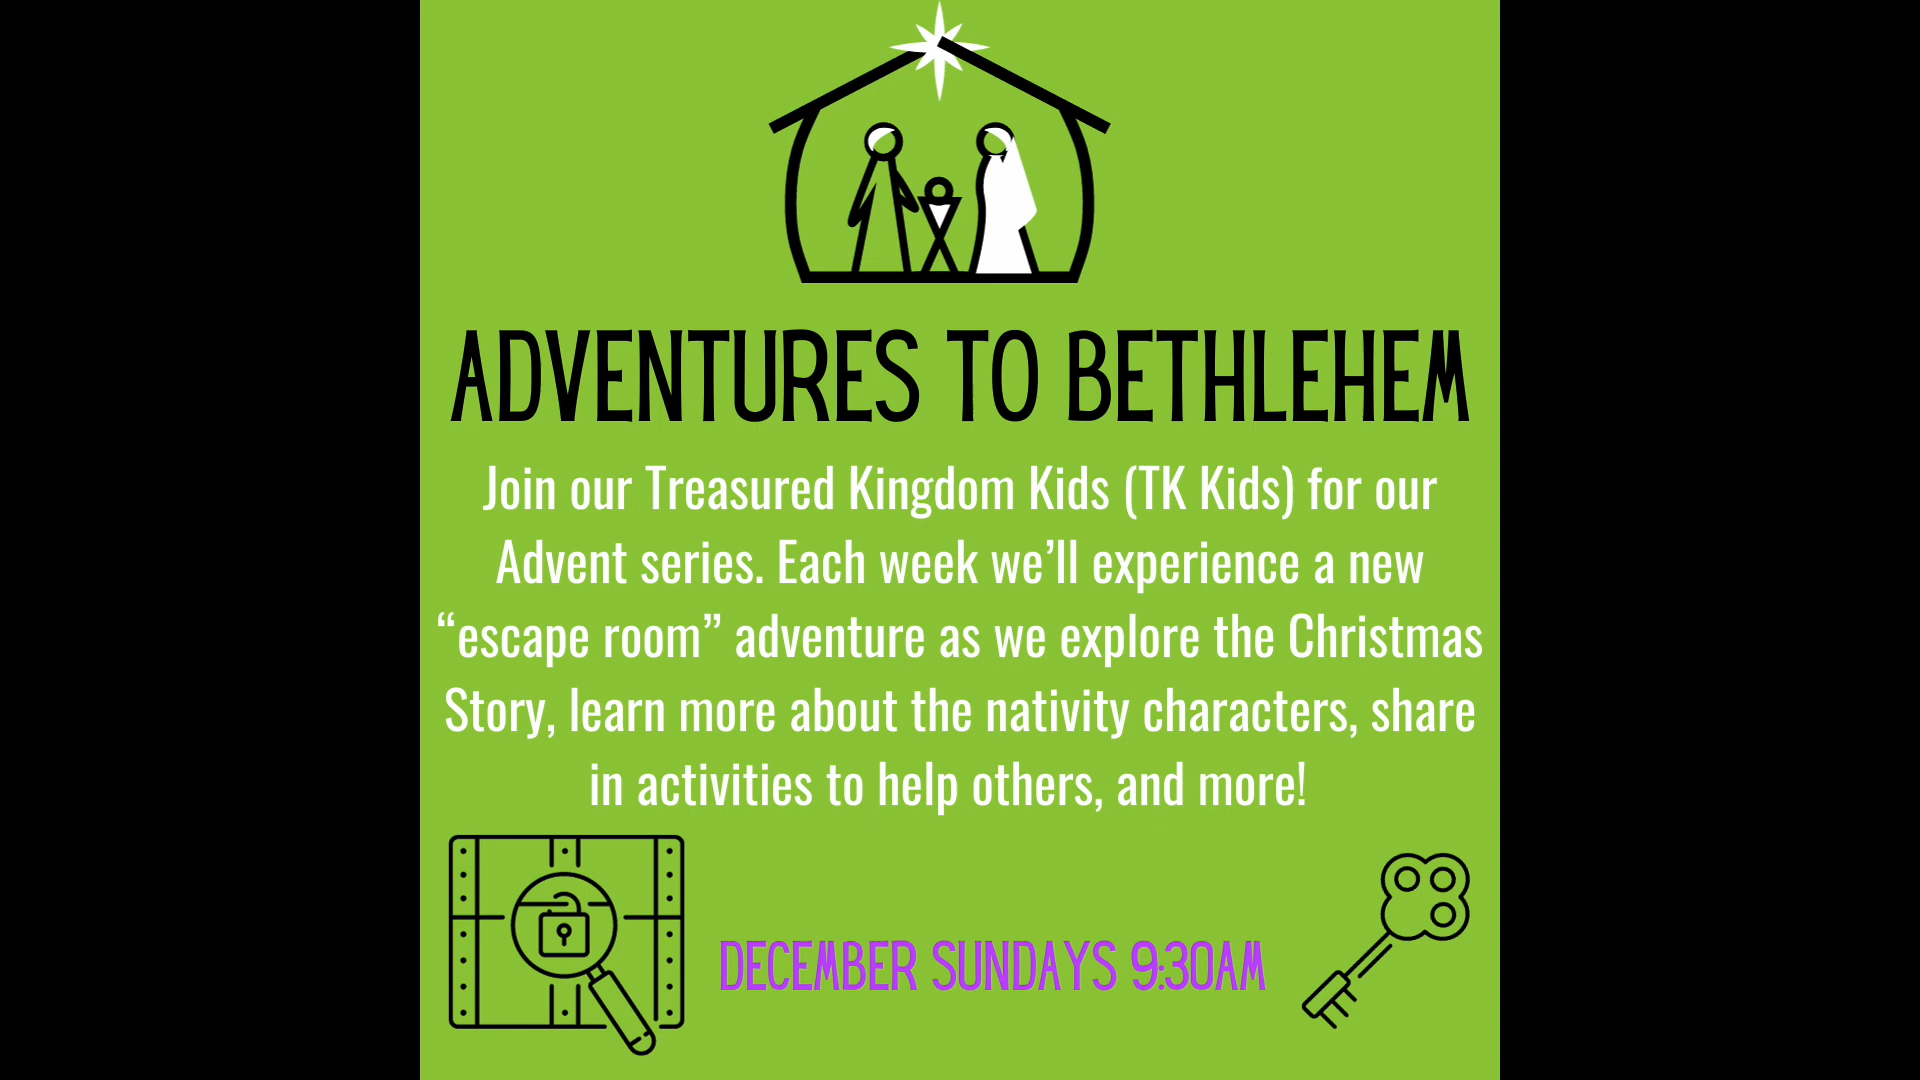 ADVENTURES TO BETHLEHEM
Join our Treasured Kingdom Kids (TK Kids) for our
Advent series. Each week we’ll experience a new
“escape room” adventure as we explore the Christmas
Story, learn more about the nativity characters, share
in activities to help others, and more!
DECEMBER SUNDAYS 9:30AM